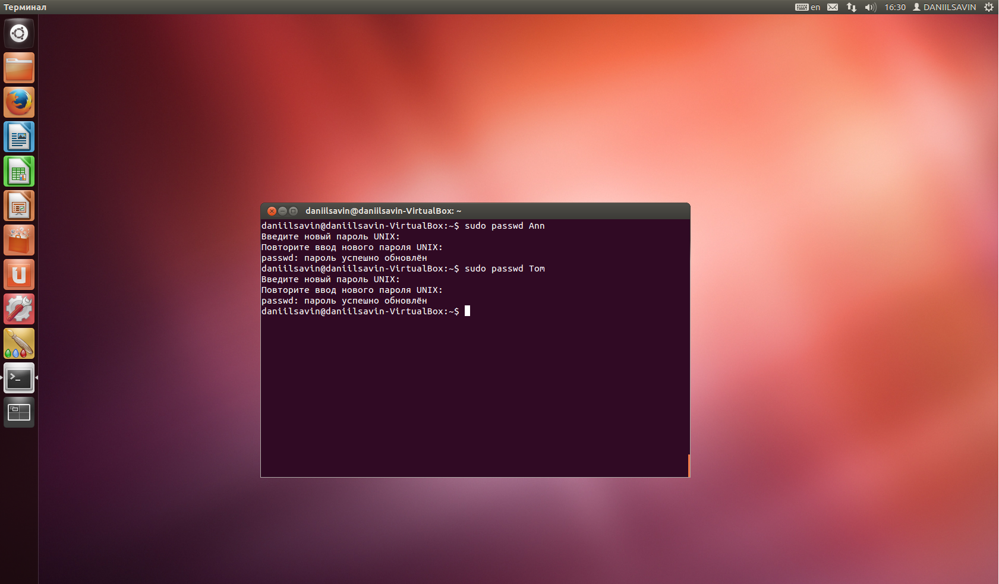 Терминал
en
16:30
DANIILSAVIN
daniilsavin@daniilsavin-VirtualBox: ~
daniilsavin@daniilsavin-VirtualBox:~$ sudo passwd Ann
Введите новый пароль UNIX:
Повторите ввод нового пароля UNIX:
passwd: пароль успешно обновлён
daniilsavin@daniilsavin-VirtualBox:~$ sudo passwd Tom
Введите новый пароль UNIX:
Повторите ввод нового пароля UNIX:
passwd: пароль успешно обновлён
daniilsavin@daniilsavin-VirtualBox:~$